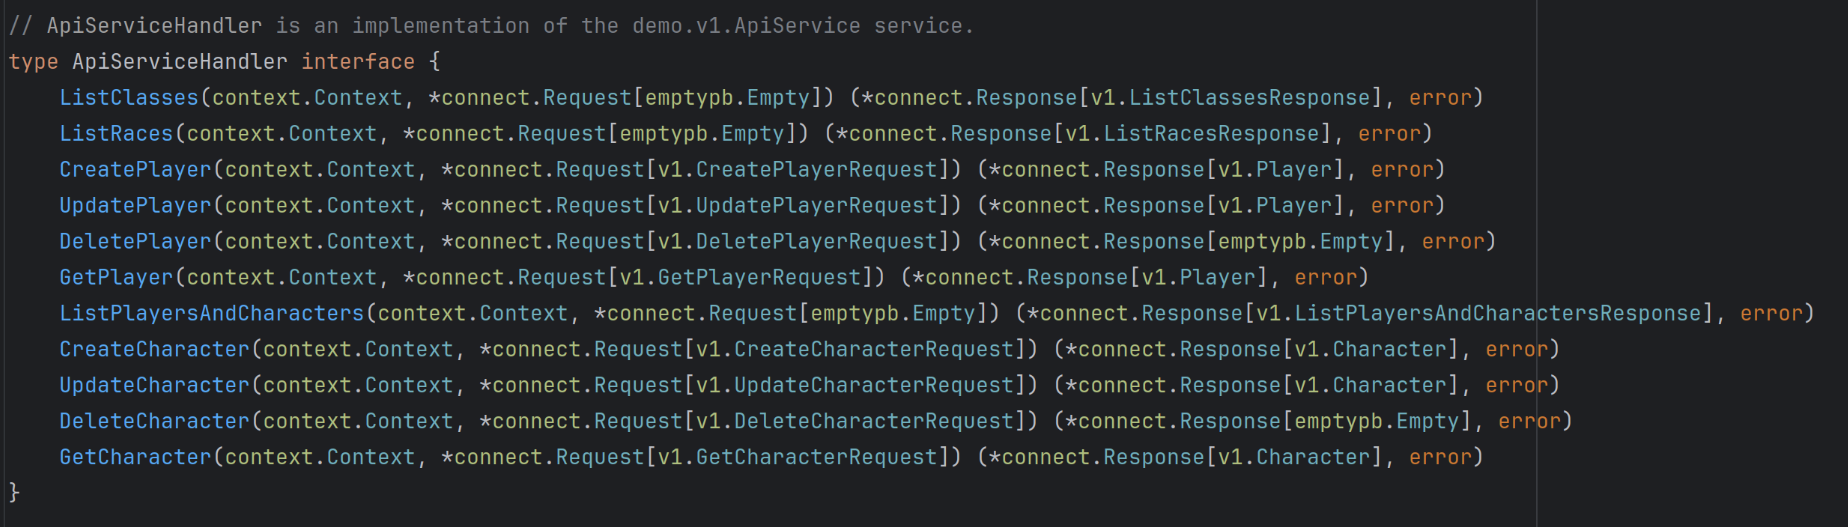 // ApiServiceHandler is an implementation of the demo.v1.ApiService service.
type ApiServiceHandler interface {
    ListClasses(context.Context, *connect.Request[emptypb.Empty]) (*connect.Response[v1.ListClassesResponse], error)
    ListRaces(context.Context, *connect.Request[emptypb.Empty]) (*connect.Response[v1.ListRacesResponse], error)
    CreatePlayer(context.Context, *connect.Request[v1.CreatePlayerRequest]) (*connect.Response[v1.Player], error)
    UpdatePlayer(context.Context, *connect.Request[v1.UpdatePlayerRequest]) (*connect.Response[v1.Player], error)
    DeletePlayer(context.Context, *connect.Request[v1.DeletePlayerRequest]) (*connect.Response[emptypb.Empty], error)
    GetPlayer(context.Context, *connect.Request[v1.GetPlayerRequest]) (*connect.Response[v1.Player], error)
    ListPlayersAndCharacters(context.Context, *connect.Request[emptypb.Empty]) (*connect.Response[v1.ListPlayersAndCharactersResponse], error)
    CreateCharacter(context.Context, *connect.Request[v1.CreateCharacterRequest]) (*connect.Response[v1.Character], error)
    UpdateCharacter(context.Context, *connect.Request[v1.UpdateCharacterRequest]) (*connect.Response[v1.Character], error)
    DeleteCharacter(context.Context, *connect.Request[v1.DeleteCharacterRequest]) (*connect.Response[emptypb.Empty], error)
    GetCharacter(context.Context, *connect.Request[v1.GetCharacterRequest]) (*connect.Response[v1.Character], error)
}